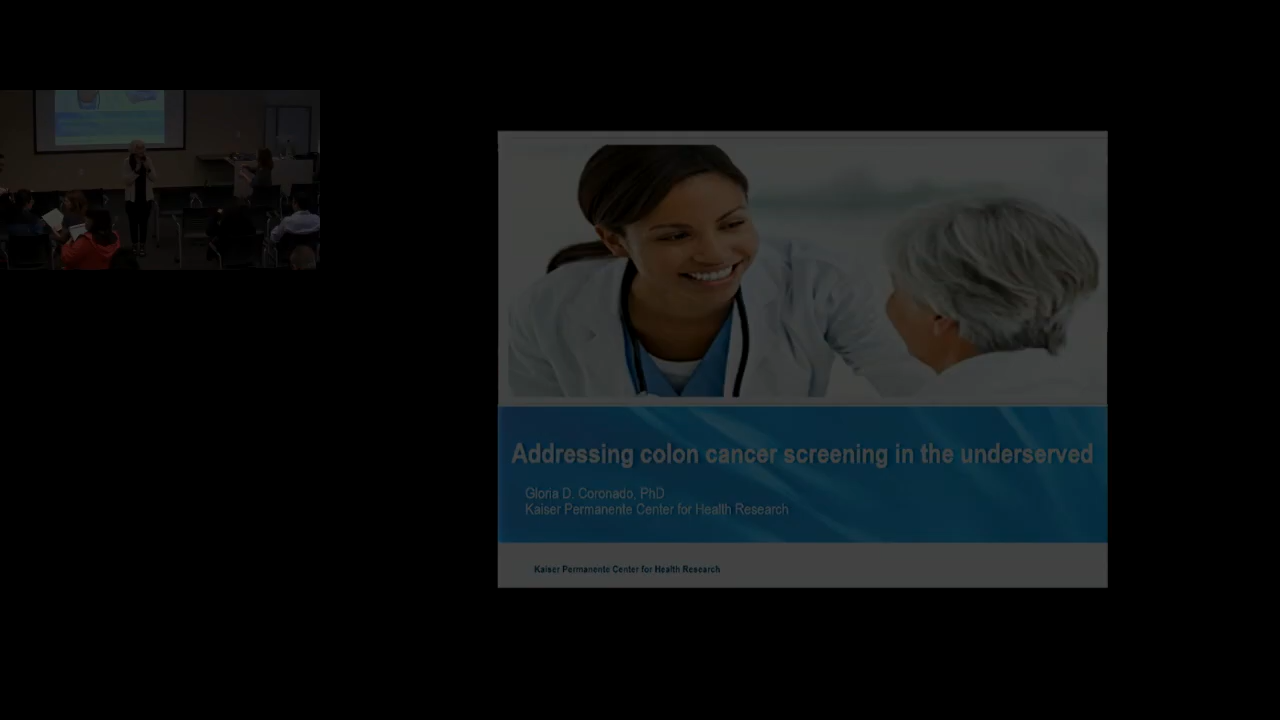 Addressing colon cancer screening in the underserved
Gloria D. Coronado, PhD
Kaiser Permanente Center for Health Research
Kaiser Permanente Center for Health Research